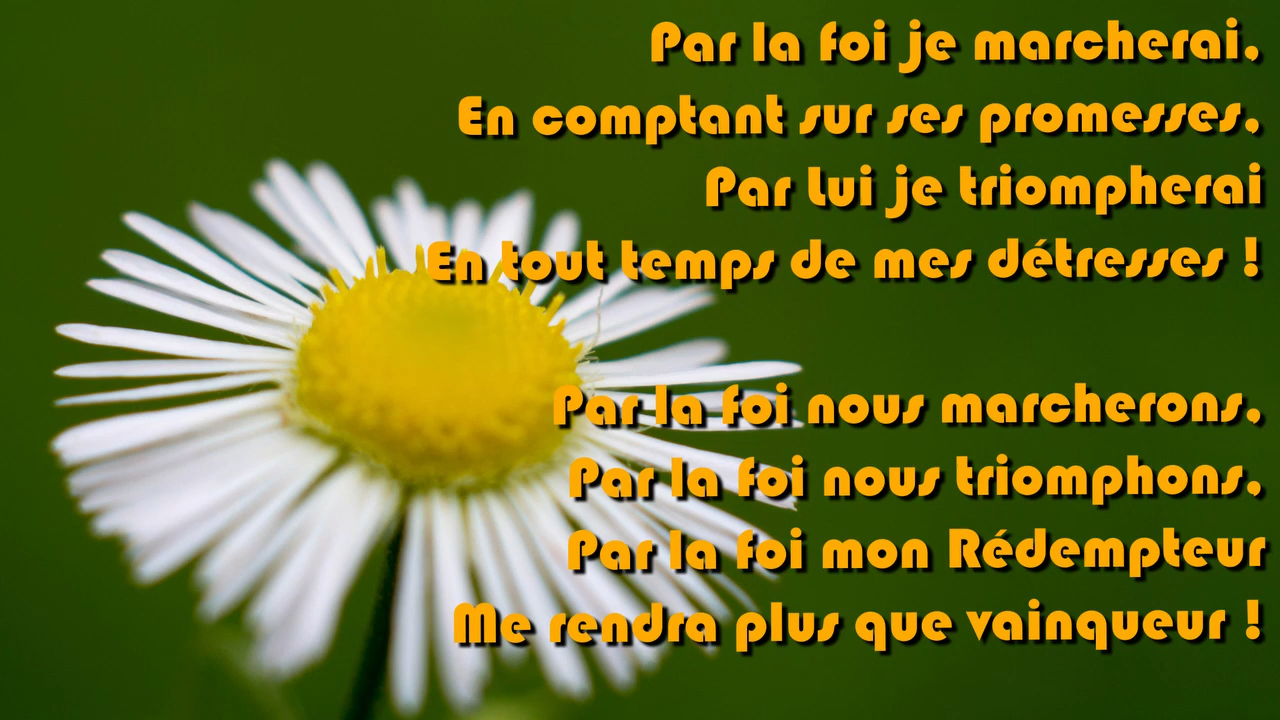 Par la foi je marcherai,
En comptant sur ses promesses,
Par Lui je triompherai
En tout temps de mes détresses !
Par la foi nous marcherons,
Par la foi nous triomphons,
Par la foi mon Rédempteur
Me rendra plus que vainqueur !